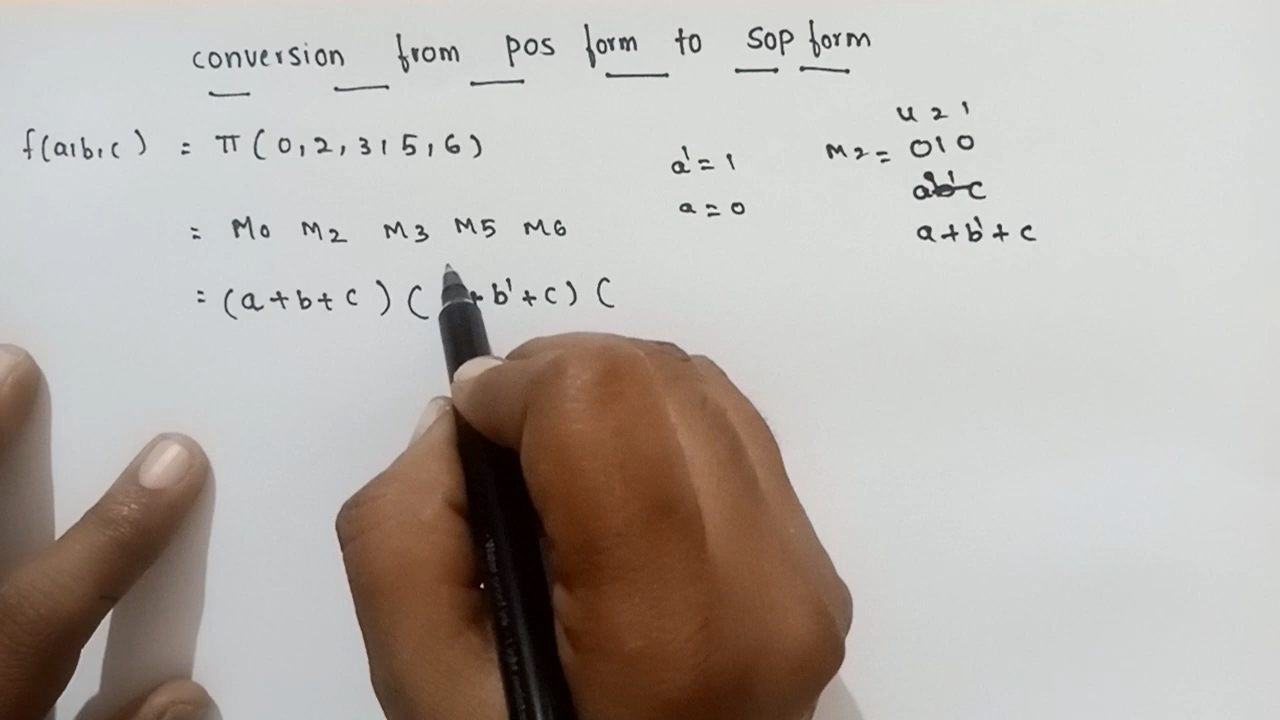 conversion from pos form to sop form
f(a,b,c) = π(0,2,3,5,6)
= M0 M2 M3 M5 M6
= (a+b+c) ( +b'+c) (
a'=1
a=0
4 2 1
M2= 010
ab'c
a+b'+c